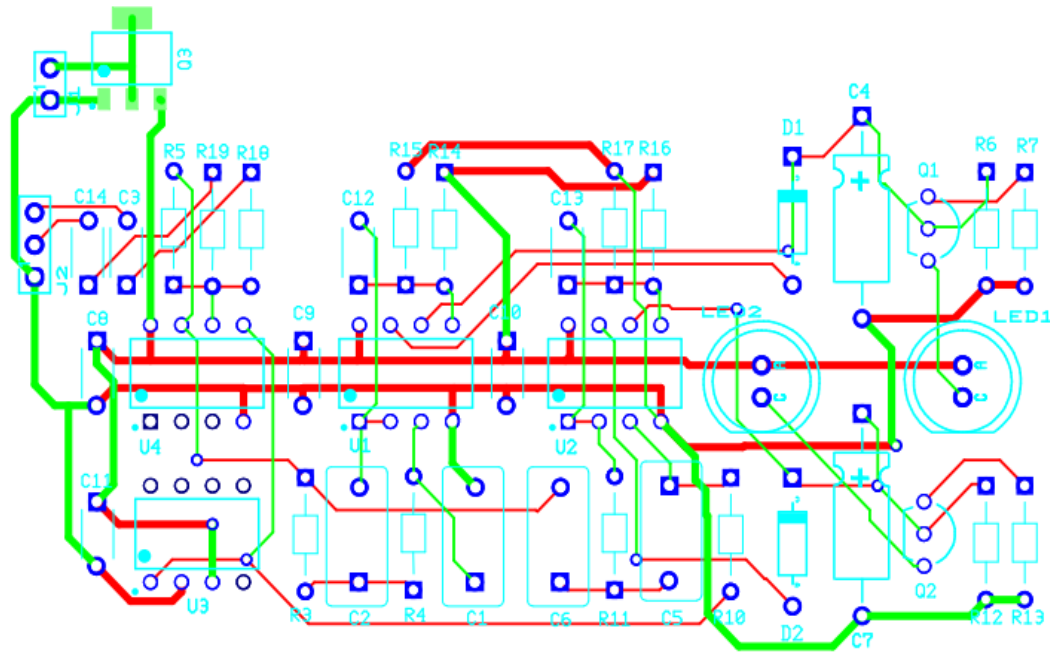 Q3
J1
C4
D1
R5 R19 R18
R15 R14
R17 R16
Q1
R6 R7
C14 C3
C12
C13
J2
C8
C9
C10
LED2
LED1
A
A
C
C
U4
U1
U2
C11
U3
R3
C2
R4
C1
C6
R11
C5
R10
D2
C7
Q2
R12 R13